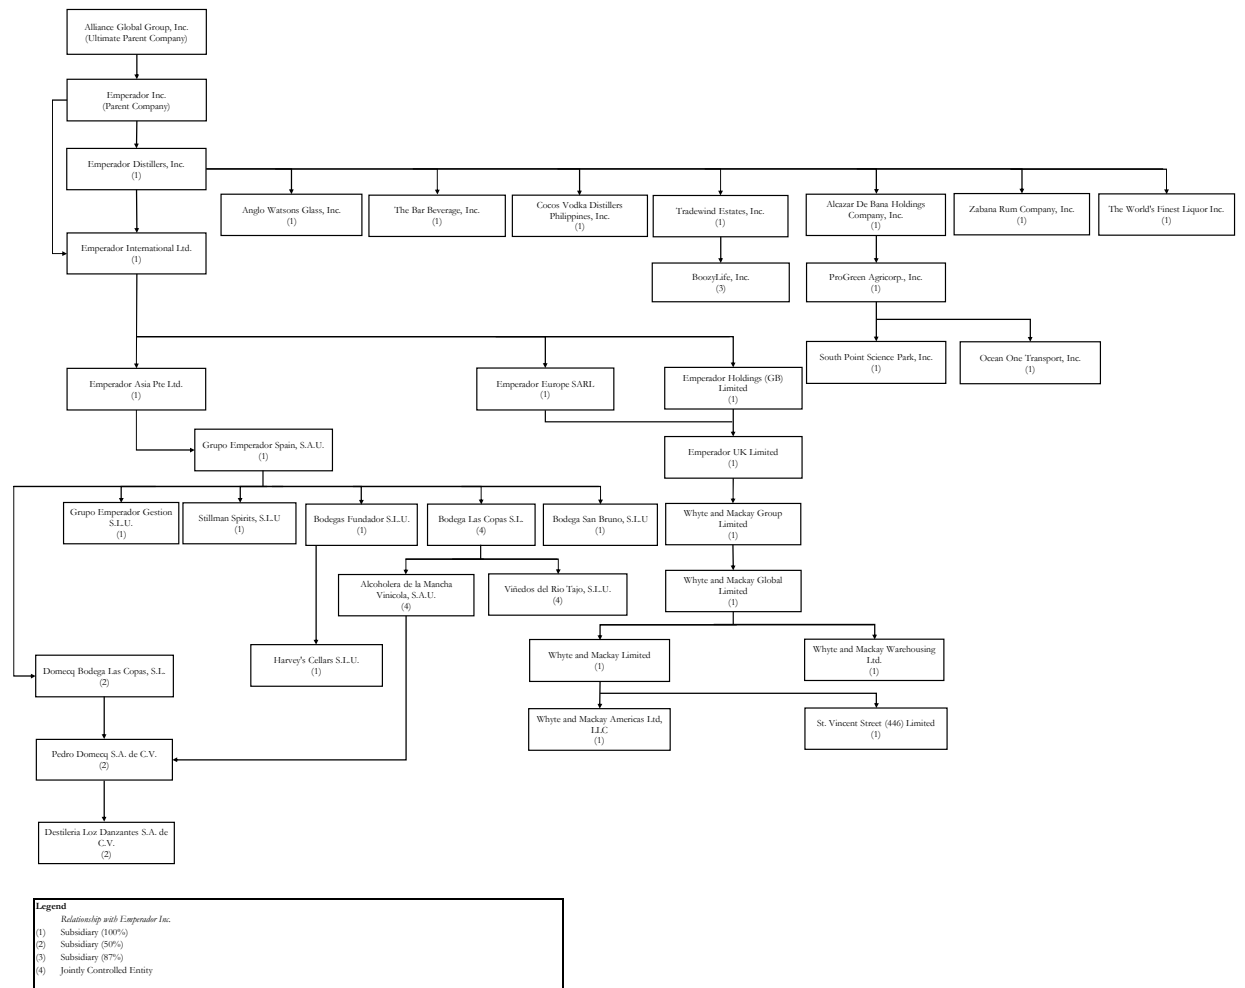 Alliance Global Group, Inc.
(Ultimate Parent Company)
Emperador Inc.
(Parent Company)
Emperador Distillers, Inc.
(1)
Anglo Watsons Glass, Inc.
(1)
The Bar Beverage, Inc.
(1)
Cocos Vodka Distillers
Philippines, Inc.
(1)
Tradewind Estates, Inc.
(1)
Alcazar De Bana Holdings
Company, Inc.
(1)
Zabana Rum Company, Inc.
(1)
The World's Finest Liquor Inc.
(1)
Emperador International Ltd.
(1)
BoozyLife, Inc.
(3)
ProGreen Agricorp., Inc.
(1)
South Point Science Park, Inc.
(1)
Ocean One Transport, Inc.
(1)
Emperador Asia Pte Ltd.
(1)
Emperador Europe SARL
(1)
Emperador Holdings (GB)
Limited
(1)
Grupo Emperador Spain, S.A.U.
(1)
Emperador UK Limited
(1)
Grupo Emperador Gestion
S.L.U.
(1)
Stillman Spirits, S.L.U
(1)
Bodegas Fundador S.L.U.
(1)
Bodega Las Copas S.L.
(4)
Bodega San Bruno, S.L.U
(1)
Whyte and Mackay Group
Limited
(1)
Alcoholera de la Mancha
Vinicola, S.A.U.
(4)
Viñedos del Rio Tajo, S.L.U.
(4)
Whyte and Mackay Global
Limited
(1)
Harvey's Cellars S.L.U.
(1)
Whyte and Mackay Limited
(1)
Whyte and Mackay Warehousing
Ltd.
(1)
Domecq Bodega Las Copas, S.L.
(2)
Whyte and Mackay Americas Ltd,
LLC
(1)
St. Vincent Street (446) Limited
(1)
Pedro Domecq S.A. de C.V.
(2)
Destileria Loz Danzantes S.A. de
C.V.
(2)
Legend
Relationship with Emperador Inc.
(1) Subsidiary (100%)
(2) Subsidiary (50%)
(3) Subsidiary (87%)
(4) Jointly Controlled Entity